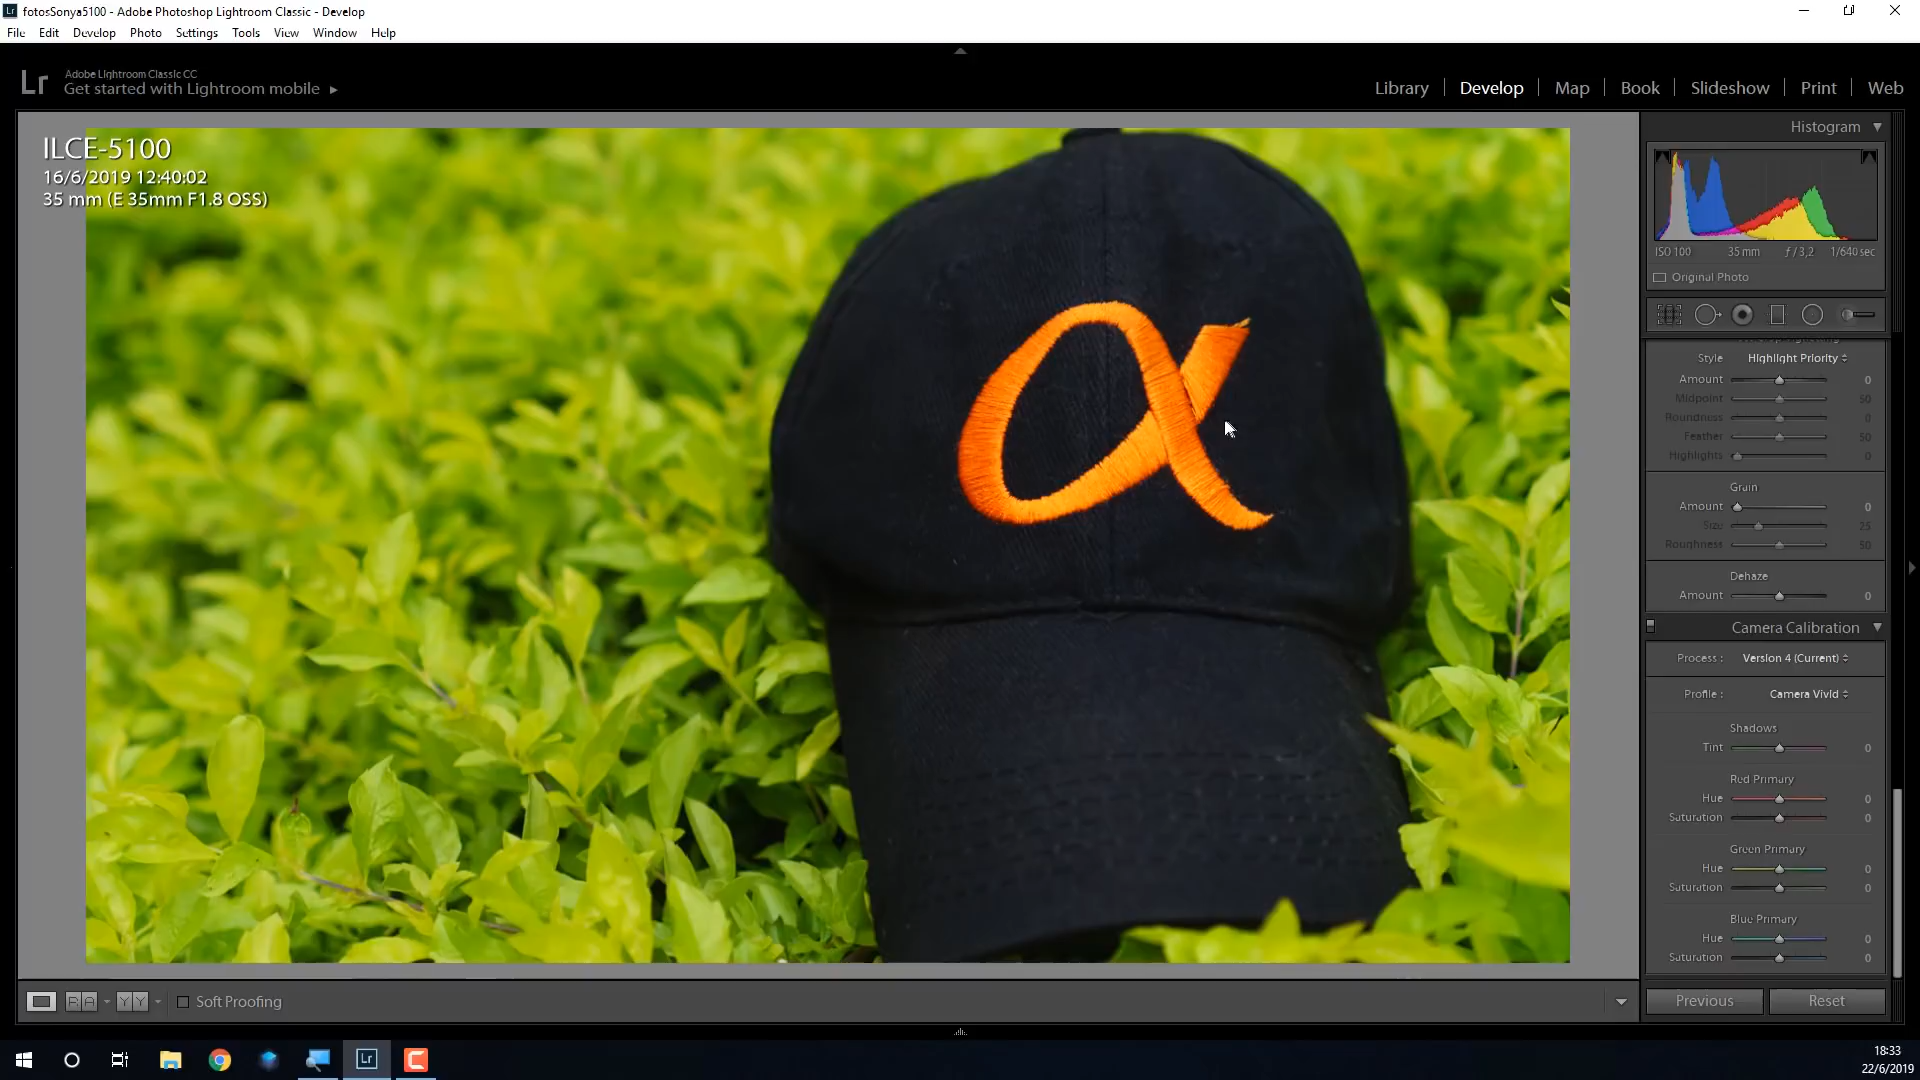 fotosSonya5100 - Adobe Photoshop Lightroom Classic - Develop
File Edit Develop Photo Settings Tools View Window Help
Lr
Adobe Lightroom Classic CC
Get started with Lightroom mobile
Library Develop Map Book Slideshow Print Web
ILCE-5100
16/6/2019 12:40:02
35 mm (E 35mm F1.8 OSS)
α
Histogram
ISO 100 35 mm ƒ / 3,2 1/640 sec
Original Photo
Style Highlight Priority
Amount 0
Midpoint 50
Roundness 0
Feather 50
Highlights 0
Grain
Amount 0
Size 25
Roughness 50
Dehaze
Amount 0
Camera Calibration
Process : Version 4 (Current)
Profile : Camera Vivid
Shadows
Tint 0
Red Primary
Hue 0
Saturation 0
Green Primary
Hue 0
Saturation 0
Blue Primary
Hue 0
Saturation 0
R A Y Y Soft Proofing
Previous Reset
Lr C
18:33
22/6/2019